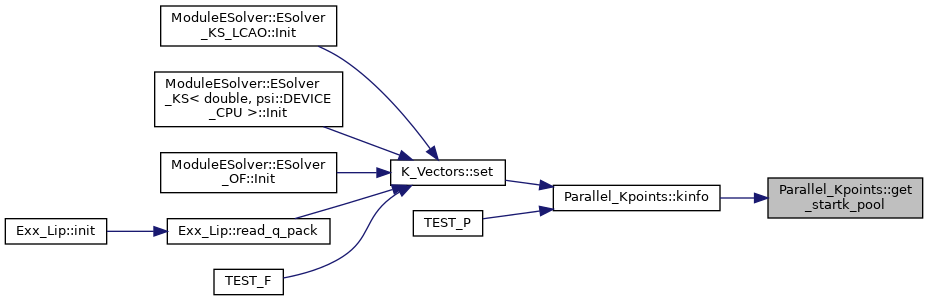 ModuleESolver::ESolver
_KS_LCAO::Init
ModuleESolver::ESolver
_KS< double, psi::DEVICE
_CPU >::Init
ModuleESolver::ESolver
_OF::Init
K_Vectors::set
Parallel_Kpoints::kinfo
Parallel_Kpoints::get
_startk_pool
Exx_Lip::init
Exx_Lip::read_q_pack
TEST_P
TEST_F